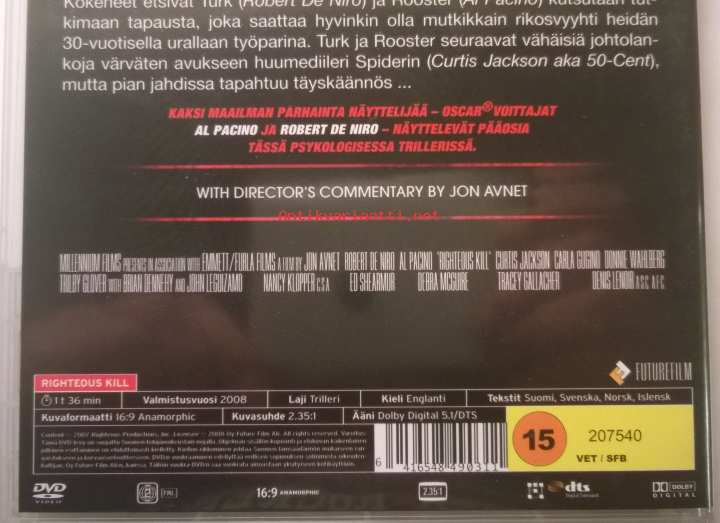 Kokeneet etsivät Turk (Robert De Niro) ja Rooster (Al Pacino) kutsutaan tut-
kimaan tapausta, joka saattaa hyvinkin olla mutkikkain rikosvyyhti heidän
30-vuotisella urallaan työparina. Turk ja Rooster seuraavat vähäisiä johtolan-
koja värväten avukseen huumediileri Spiderin (Curtis Jackson aka 50-Cent),
mutta pian jahdissa tapahtuu täyskäännös ...
KAKSI MAAILMAN PARHAINTA NÄYTTELIJÄÄ – OSCAR®VOITTAJAT
AL PACINO JA ROBERT DE NIRO – NÄYTTELEVÄT PÄÄOSIA
TÄSSÄ PSYKOLOGISESSA TRILLERISSÄ.
WITH DIRECTOR'S COMMENTARY BY JON AVNET
Antikvariantti.net
MILLENNIUM FILMS PRESENTS IN ASSOCIATION WITH EMMETT/FURLA FILMS A FILM BY JON AVNET ROBERT DE NIRO AL PACINO "RIGHTEOUS KILL" CURTIS JACKSON CARLA GUGINO DONNIE WAHLBERG
TRILBY GLOVER WITH BRIAN DENNEHY AND JOHN LEGUIZAMO NANCY KLOPPER C.S.A. ED SHEARMUR DEBRA MCGUIRE TRACEY GALLACHER DENIS LENOIR A.S.C. A.F.C.
FUTUREFILM
RIGHTEOUS KILL
1 t 36 min Valmistusvuosi 2008 Laji Trilleri Kieli Englanti Tekstit Suomi, Svenska, Norsk, Islensk
Kuvaformaatti 16:9 Anamorphic Kuvasuhde 2.35:1 Ääni Dolby Digital 5.1/DTS
15 207540
VET / SFB
6 416548 490311
DVD VIDEO 2 PAL 16:9 ANAMORPHIC 2.35:1 dts Digital Surround DOLBY DIGITAL